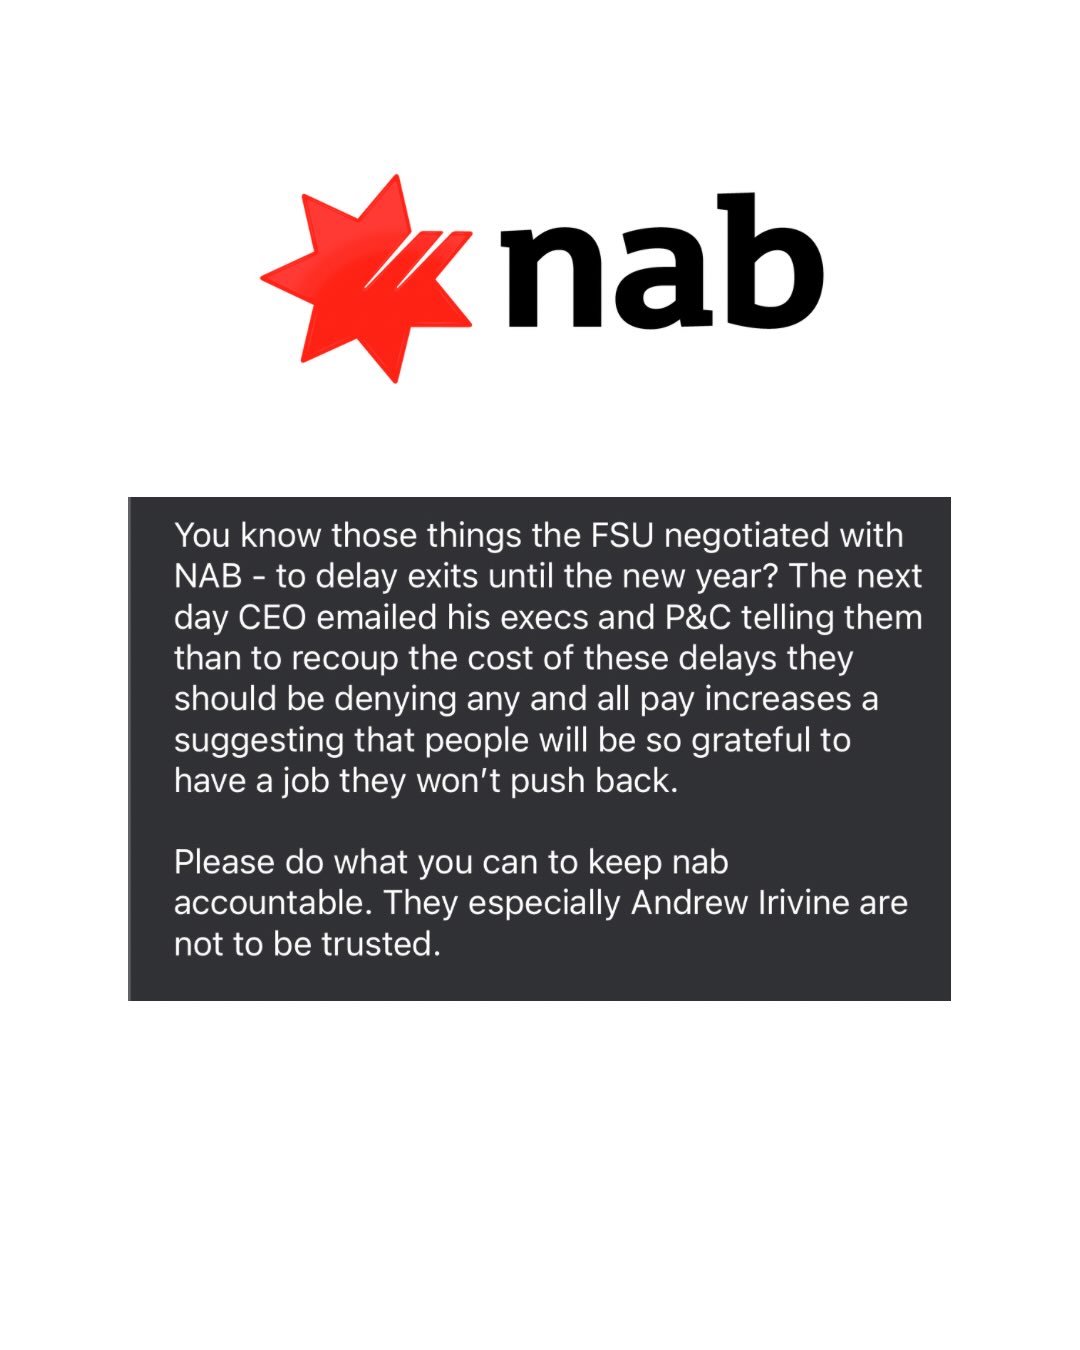 nab
You know those things the FSU negotiated with
NAB - to delay exits until the new year? The next
day CEO emailed his execs and P&C telling them
than to recoup the cost of these delays they
should be denying any and all pay increases a
suggesting that people will be so grateful to
have a job they won’t push back.
Please do what you can to keep nab
accountable. They especially Andrew Irivine are
not to be trusted.